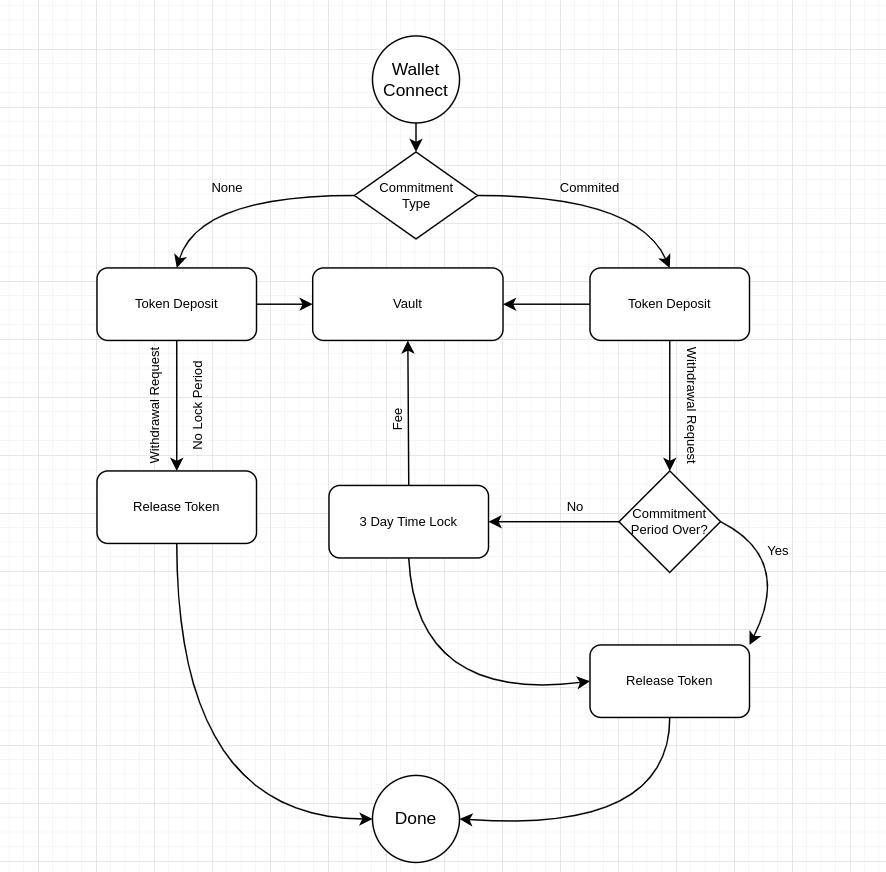 Wallet
Connect
Commitment
Type
None
Commited
Token Deposit
Vault
Token Deposit
Withdrawal Request
No Lock Period
Fee
Withdrawal Request
Release Token
3 Day Time Lock
No
Commitment
Period Over?
Yes
Release Token
Done